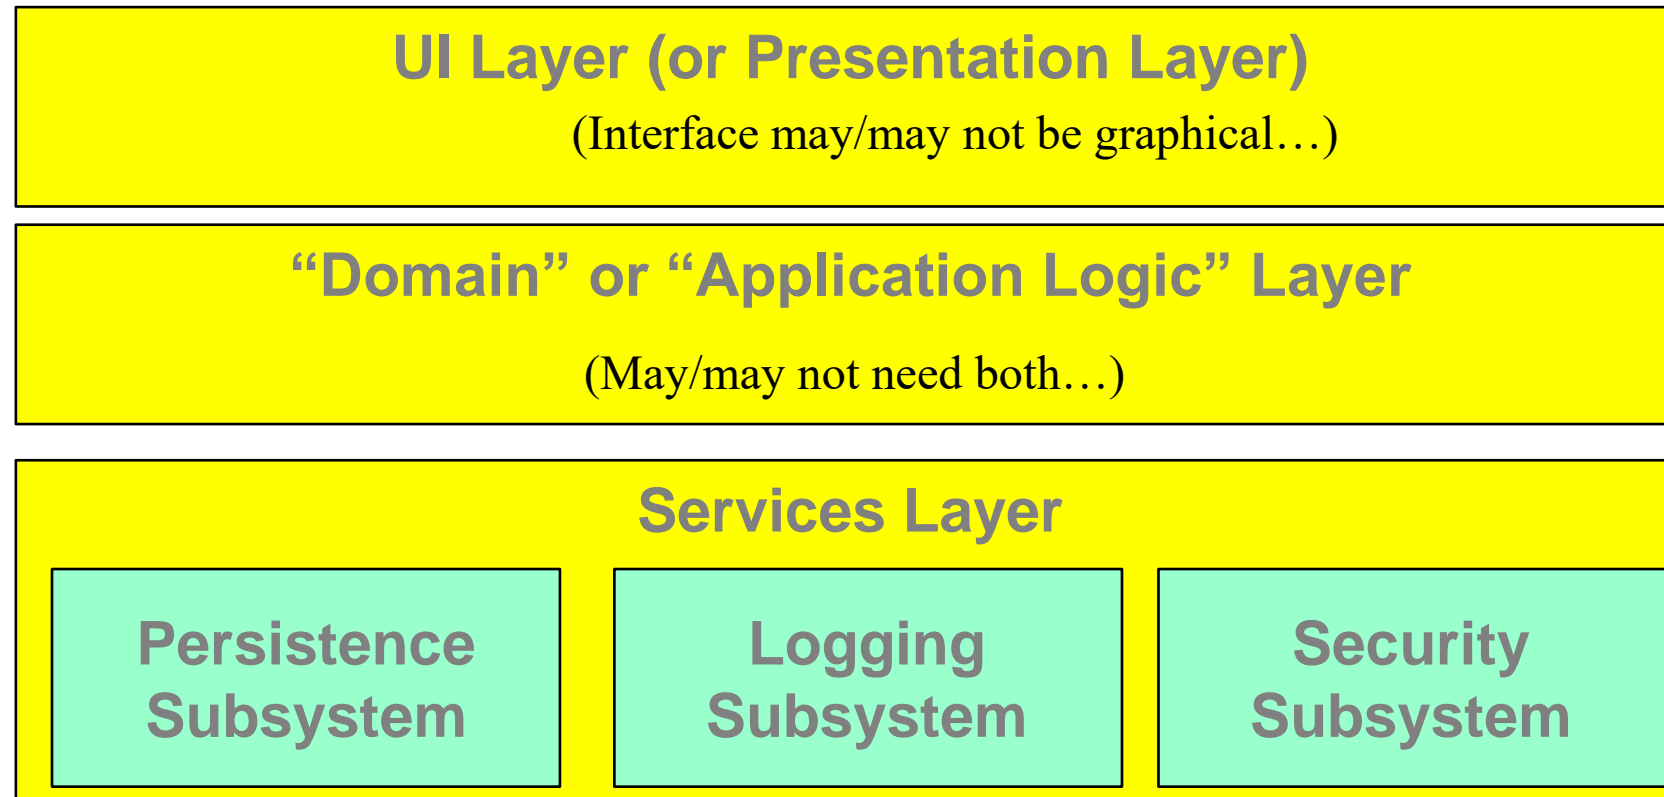 UI Layer (or Presentation Layer)
(Interface may/may not be graphical…)
“Domain” or “Application Logic” Layer
(May/may not need both…)
Services Layer
Persistence
Subsystem
Logging
Subsystem
Security
Subsystem